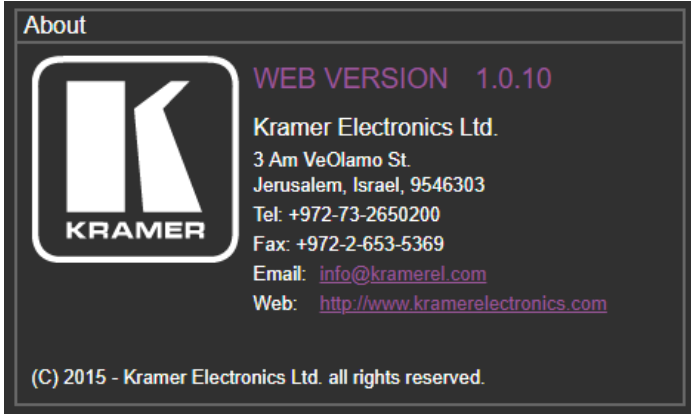 About
WEB VERSION 1.0.10
Kramer Electronics Ltd.
3 Am VeOlamo St.
Jerusalem, Israel, 9546303
Tel: +972-73-2650200
Fax: +972-2-653-5369
Email: info@kramerel.com
Web: http://www.kramerelectronics.com
KRAMER
(C) 2015 - Kramer Electronics Ltd. all rights reserved.